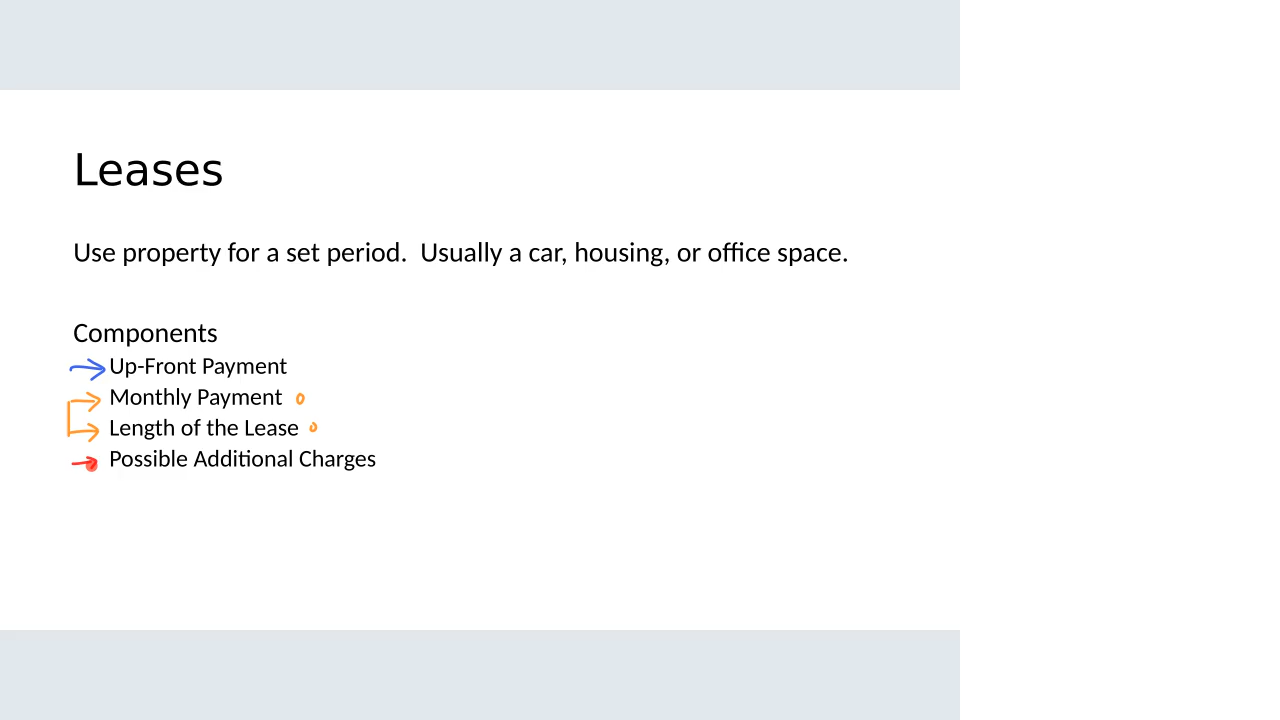 Leases
Use property for a set period.  Usually a car, housing, or office space.
Components
Up-Front Payment
Monthly Payment
Length of the Lease
Possible Additional Charges